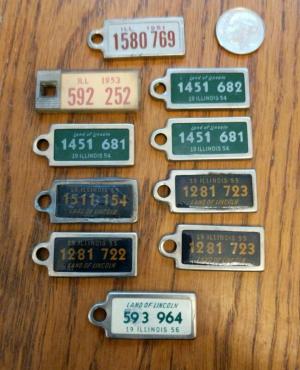 ILL. 1951
1580 769
ILL 1953
592 252
Land of Lincoln
1451 682
19 ILLINOIS 54
Land of Lincoln
1451 681
19 ILLINOIS 54
Land of Lincoln
1451 681
19 ILLINOIS 54
19 ILLINOIS 55
1511 154
LAND OF LINCOLN
19 ILLINOIS 55
1281 723
LAND OF LINCOLN
19 ILLINOIS 55
1281 722
LAND OF LINCOLN
19 ILLINOIS 55
1281 723
LAND OF LINCOLN
LAND OF LINCOLN
593 964
19 ILLINOIS 56